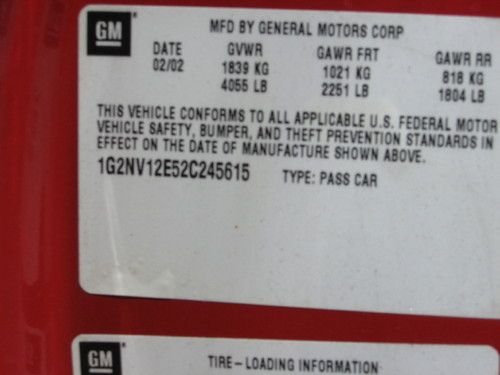 GM
MFD BY GENERAL MOTORS CORP
DATE GVWR GAWR FRT GAWR RR
02/02 1839 KG 1021 KG 818 KG
4055 LB 2251 LB 1804 LB
THIS VEHICLE CONFORMS TO ALL APPLICABLE U.S. FEDERAL MOTOR
VEHICLE SAFETY, BUMPER, AND THEFT PREVENTION STANDARDS IN
EFFECT ON THE DATE OF MANUFACTURE SHOWN ABOVE.
1G2NV12E52C245615 TYPE: PASS CAR
GM
TIRE-LOADING INFORMATION